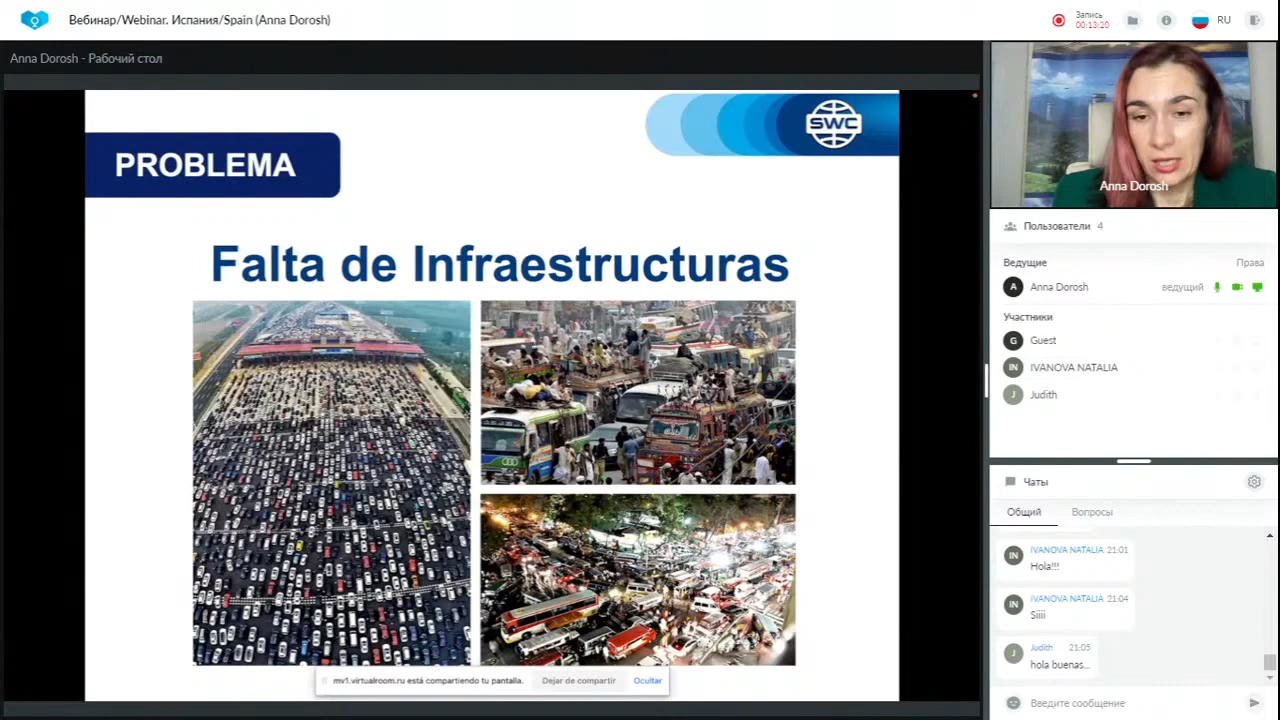 Вебинар/Webinar. Испания/Spain (Anna Dorosh)
Запись
00:13:20
RU
Anna Dorosh - Рабочий стол
SWC
PROBLEMA
Falta de Infraestructuras
mv1.virtualroom.ru está compartiendo tu pantalla.
Dejar de compartir
Ocultar
Anna Dorosh
Пользователи 4
Ведущие
Права
A Anna Dorosh ведущий
Участники
G Guest
IN IVANOVA NATALIA
J Judith
Чаты
Общий
Вопросы
IN IVANOVA NATALIA 21:01
Hola!!!
IN IVANOVA NATALIA 21:04
Siiii
J Judith 21:05
hola buenas...
Введите сообщение